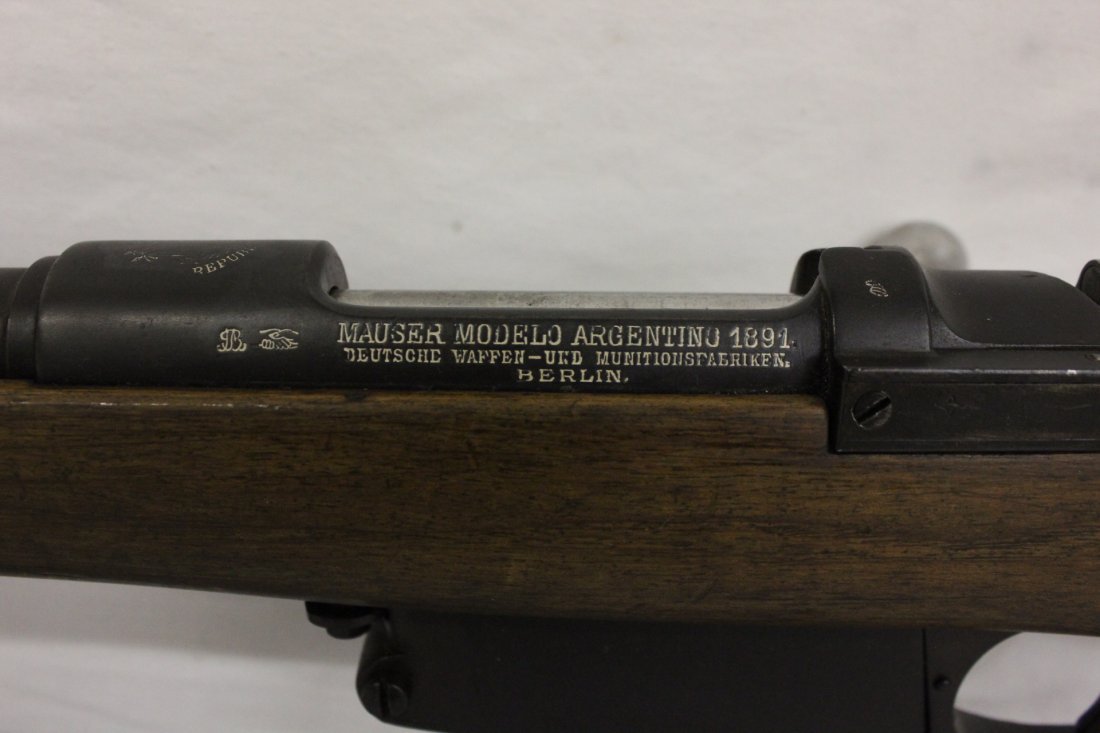 MAUSER MODELO ARGENTINO 1891.
DEUTSCHE WAFFEN-UND MUNITIONSFABRIKEN.
BERLIN.